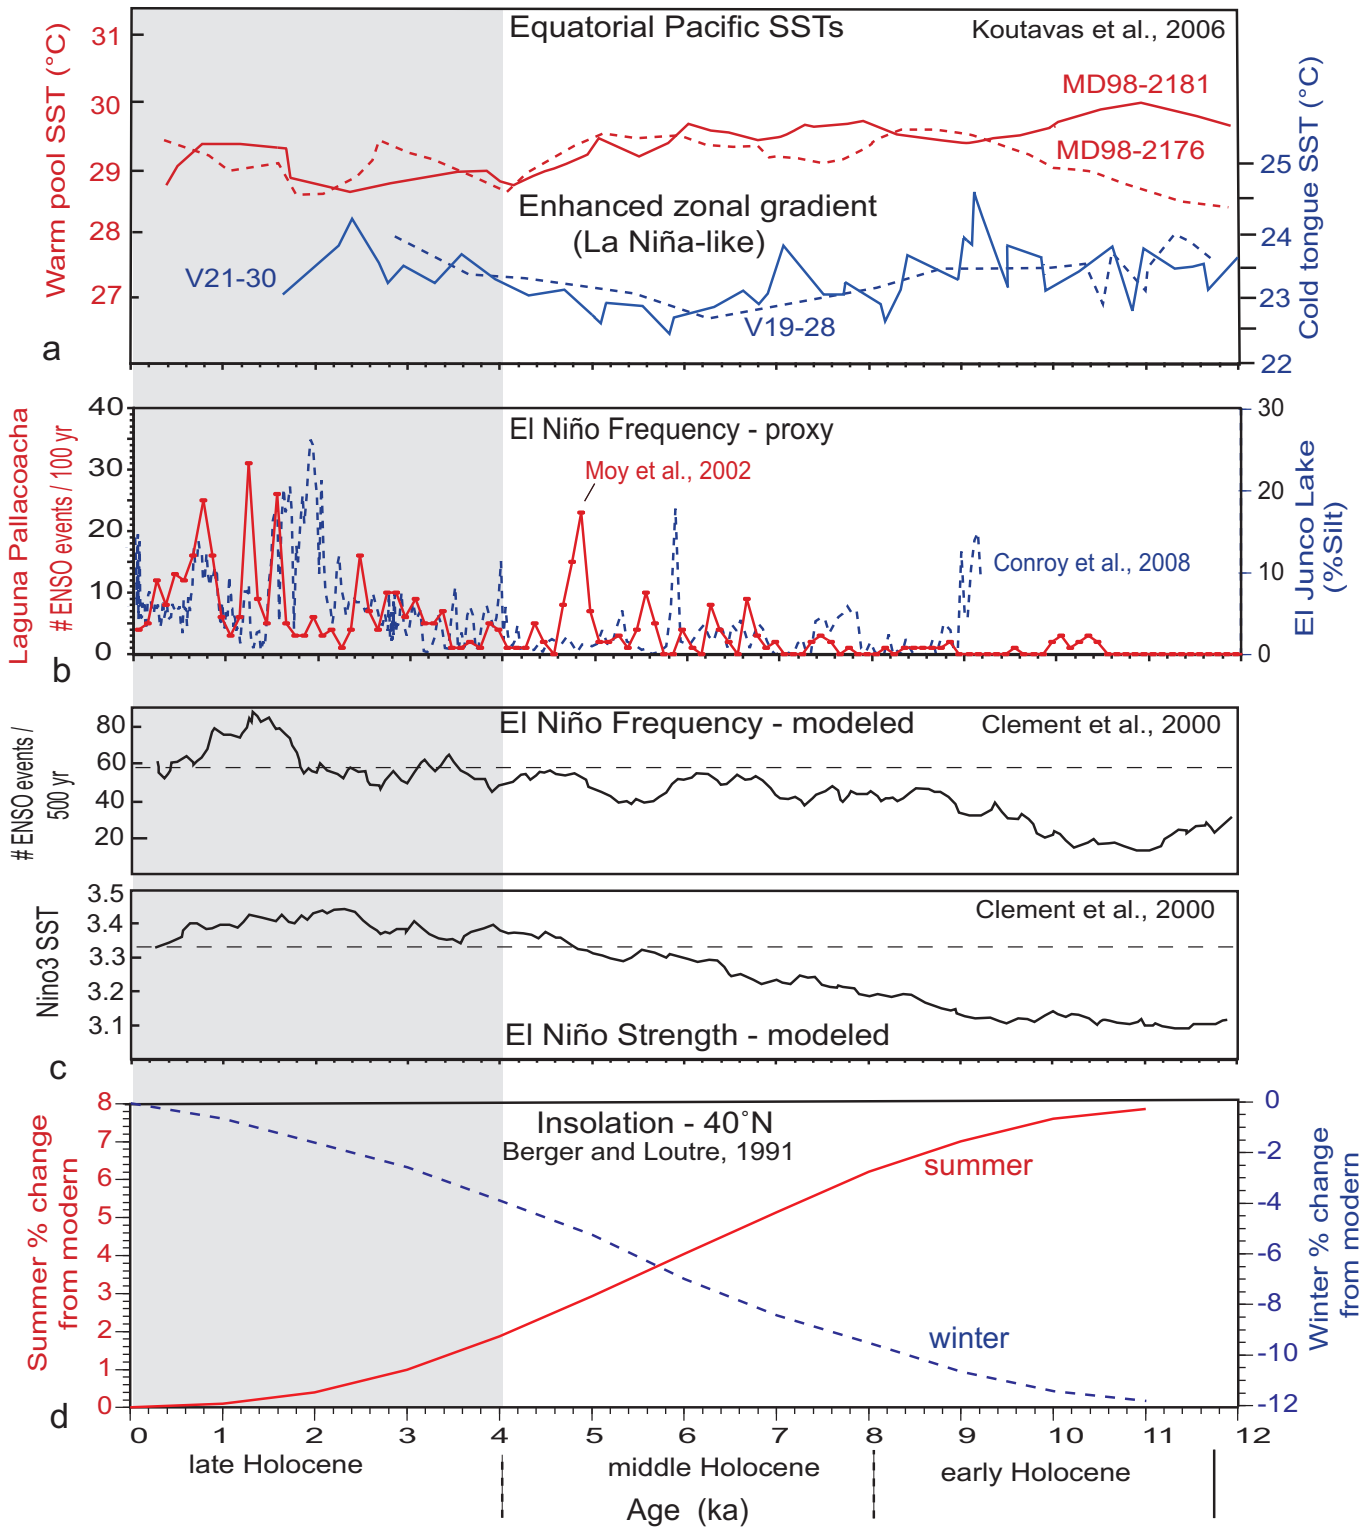 Equatorial Pacific SSTs
Koutavas et al., 2006
Warm pool SST (°C)
31
30
29
28
27
Cold tongue SST (°C)
25
24
23
22
MD98-2181
MD98-2176
Enhanced zonal gradient
(La Niña-like)
V21-30
V19-28
a
El Niño Frequency - proxy
Laguna Pallacoacha
# ENSO events / 100 yr
40
30
20
10
0
El Junco Lake
(%Silt)
30
20
10
0
Moy et al., 2002
Conroy et al., 2008
b
El Niño Frequency - modeled
Clement et al., 2000
# ENSO events /
500 yr
80
60
40
20
Nino3 SST
3.5
3.4
3.3
3.2
3.1
Clement et al., 2000
El Niño Strength - modeled
c
Insolation - 40°N
Berger and Loutre, 1991
Summer % change
from modern
8
7
6
5
4
3
2
1
0
Winter % change
from modern
0
-2
-4
-6
-8
-10
-12
summer
winter
d
0 1 2 3 4 5 6 7 8 9 10 11 12
late Holocene
middle Holocene
early Holocene
Age (ka)